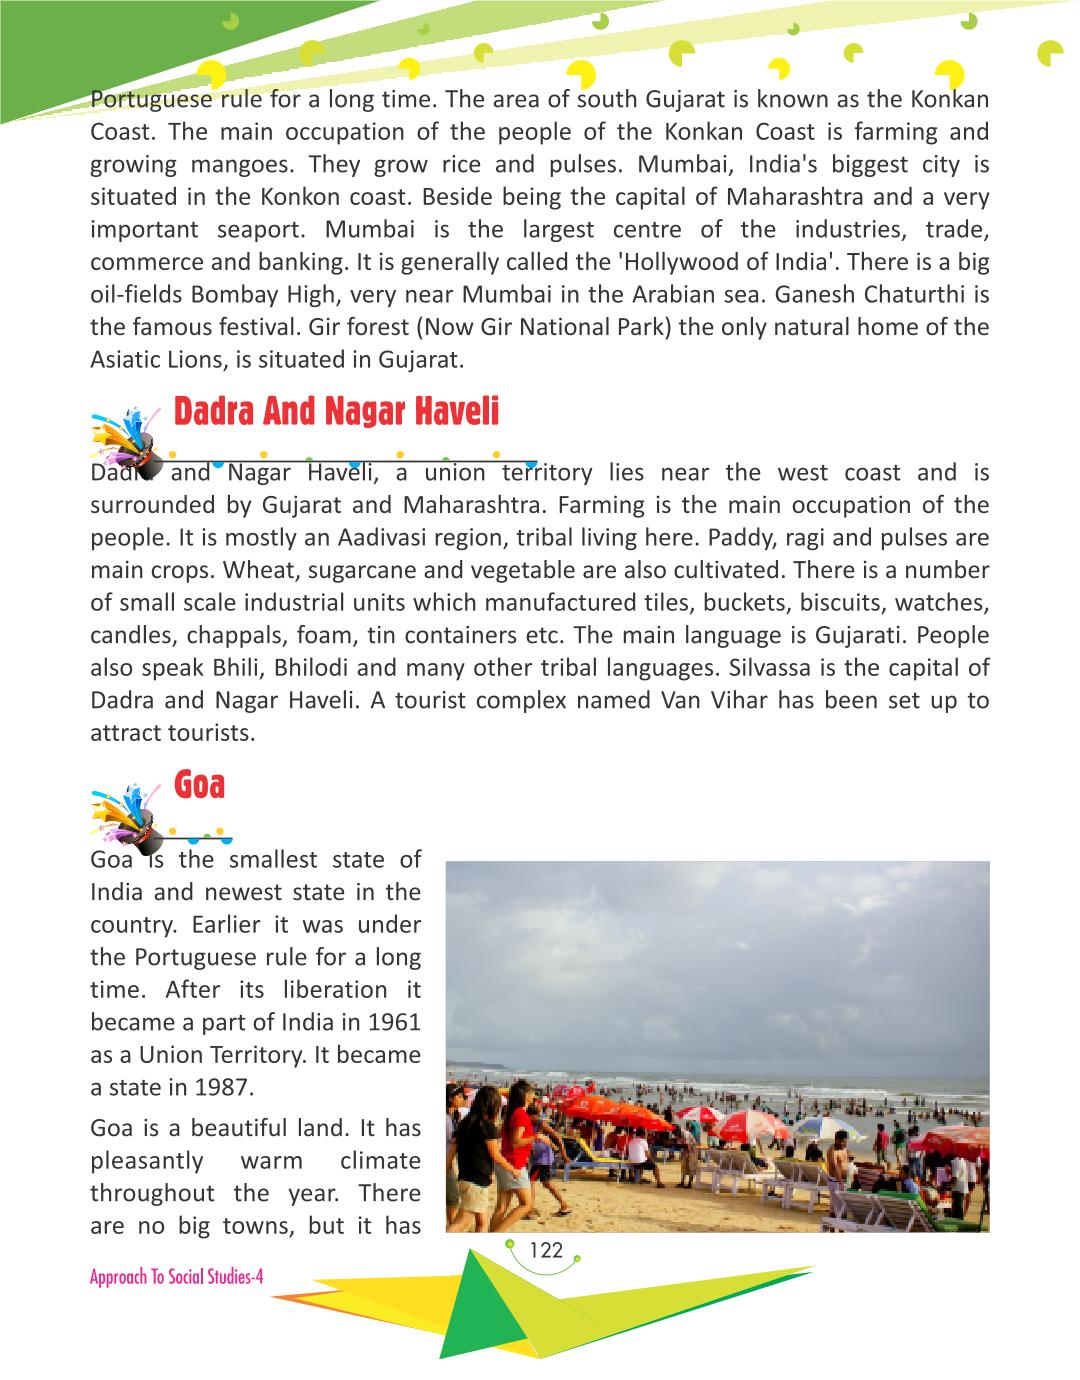 Portuguese rule for a long time. The area of south Gujarat is known as the Konkan
Coast. The main occupation of the people of the Konkan Coast is farming and
growing mangoes. They grow rice and pulses. Mumbai, India's biggest city is
situated in the Konkon coast. Beside being the capital of Maharashtra and a very
important seaport. Mumbai is the largest centre of the industries, trade,
commerce and banking. It is generally called the 'Hollywood of India'. There is a big
oil-fields Bombay High, very near Mumbai in the Arabian sea. Ganesh Chaturthi is
the famous festival. Gir forest (Now Gir National Park) the only natural home of the
Asiatic Lions, is situated in Gujarat.
Dadra And Nagar Haveli
Dadra and Nagar Haveli, a union territory lies near the west coast and is
surrounded by Gujarat and Maharashtra. Farming is the main occupation of the
people. It is mostly an Aadivasi region, tribal living here. Paddy, ragi and pulses are
main crops. Wheat, sugarcane and vegetable are also cultivated. There is a number
of small scale industrial units which manufactured tiles, buckets, biscuits, watches,
candles, chappals, foam, tin containers etc. The main language is Gujarati. People
also speak Bhili, Bhilodi and many other tribal languages. Silvassa is the capital of
Dadra and Nagar Haveli. A tourist complex named Van Vihar has been set up to
attract tourists.
Goa
Goa is the smallest state of
India and newest state in the
country. Earlier it was under
the Portuguese rule for a long
time. After its liberation it
became a part of India in 1961
as a Union Territory. It became
a state in 1987.
Goa is a beautiful land. It has
pleasantly warm climate
throughout the year. There
are no big towns, but it has
122
Approach To Social Studies-4